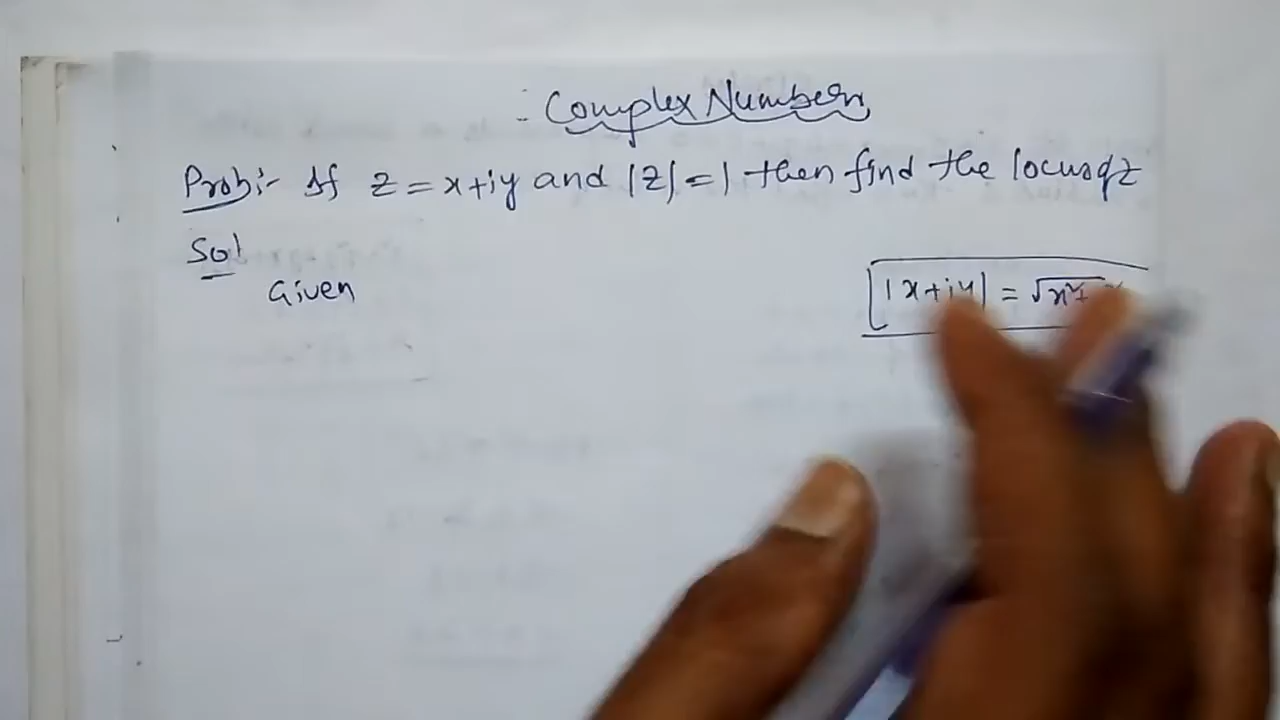 Complex Numbers
Prob:- If z = x+iy and |z| = 1 then find the locus of z
Sol
Given
|x+iy| = √x²+